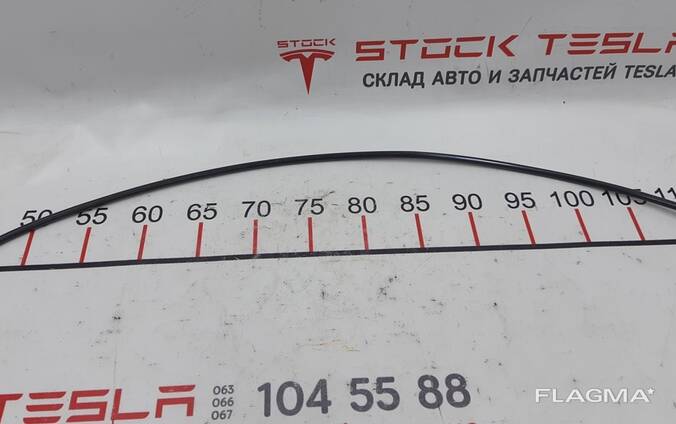 STOCK STOCK TESLA
СКЛАД АВТО И ЗАПЧАСТЕЙ TESLA
50 55 60 65 70 75 80 85 90 95 100 105
TESLA 063 066 067 104 55 88
FLAGMA